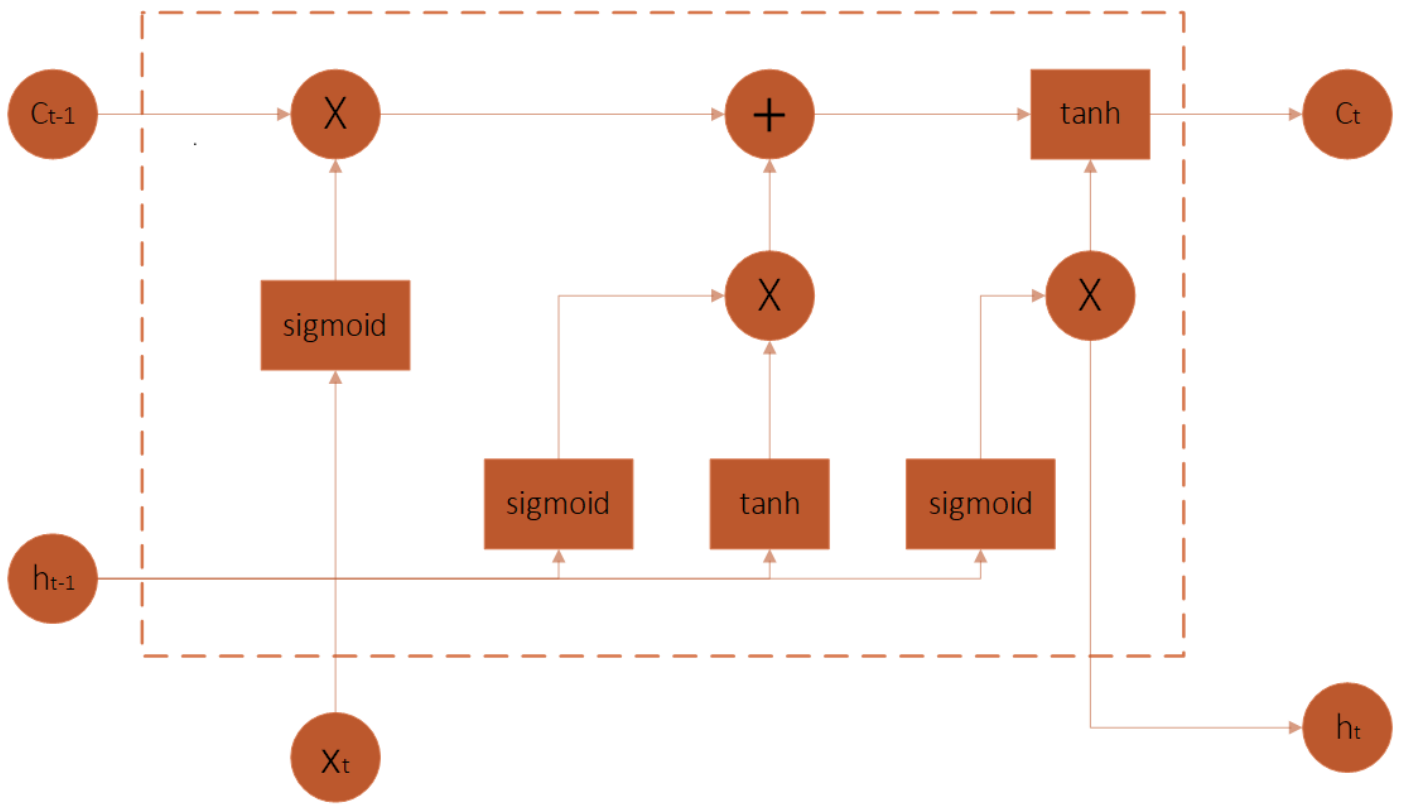 Ct-1
X
+
tanh
Ct
sigmoid
X
X
sigmoid
tanh
sigmoid
ht-1
ht
xt